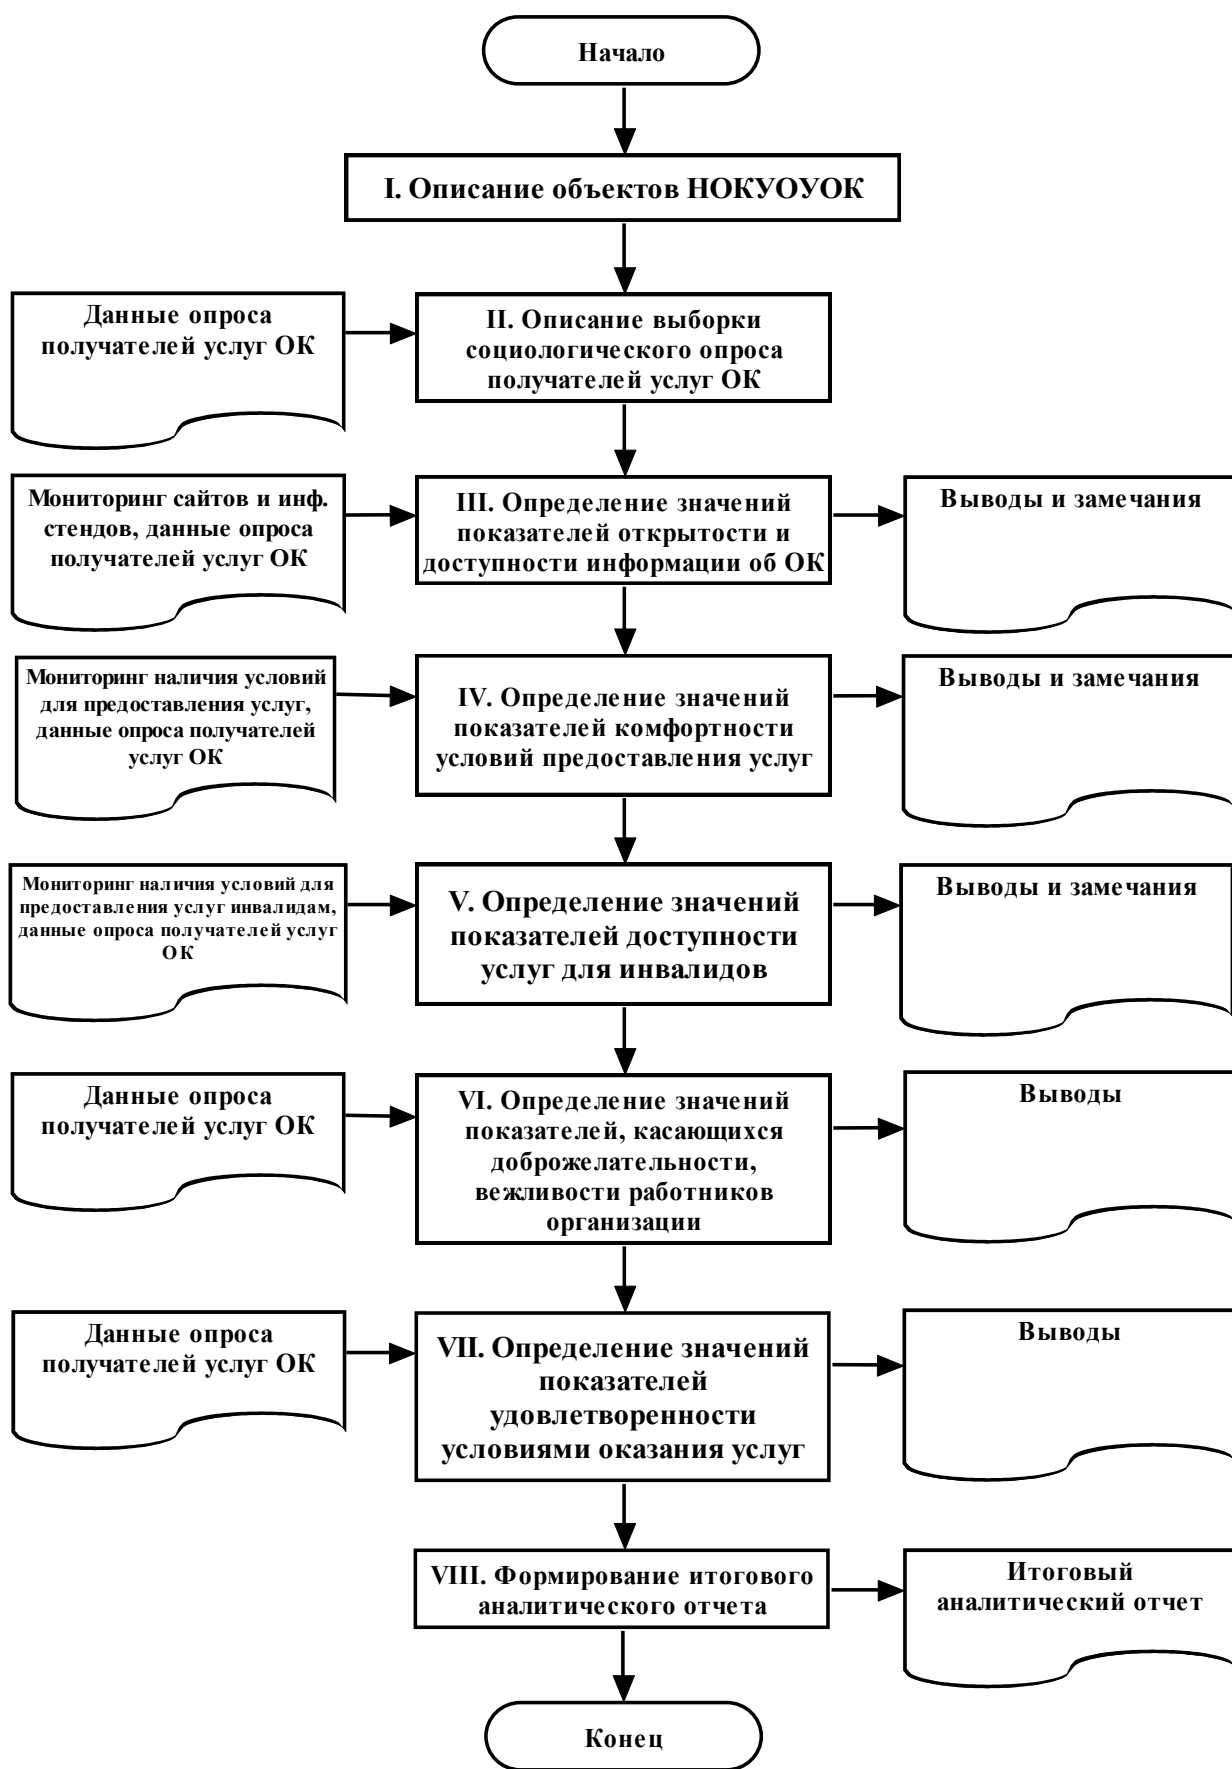 Начало
I. Описание объектов НОКУОУОК
Данные опроса
получателей услуг ОК
II. Описание выборки
социологического опроса
получателей услуг ОК
Мониторинг сайтов и инф.
стендов, данные опроса
получателей услуг ОК
III. Определение значений
показателей открытости и
доступности информации об ОК
Выводы и замечания
Мониторинг наличия условий
для предоставления услуг,
данные опроса получателей
услуг ОК
IV. Определение значений
показателей комфортности
условий предоставления услуг
Выводы и замечания
Мониторинг наличия условий для
предоставления услуг инвалидам,
данные опроса получателей услуг
ОК
V. Определение значений
показателей доступности
услуг для инвалидов
Выводы и замечания
Данные опроса
получателей услуг ОК
VI. Определение значений
показателей, касающихся
доброжелательности,
вежливости работников
организации
Выводы
Данные опроса
получателей услуг ОК
VII. Определение значений
показателей
удовлетворенности
условиями оказания услуг
Выводы
VIII. Формирование итогового
аналитического отчета
Итоговый
аналитический отчет
Конец